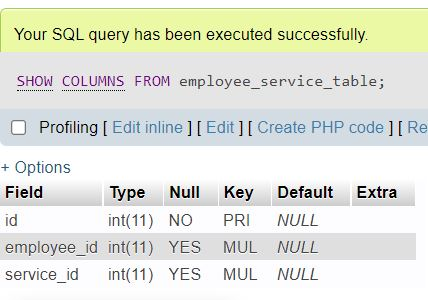 Your SQL query has been executed successfully.
SHOW COLUMNS FROM employee_service_table;
Profiling [ Edit inline ] [ Edit ] [ Create PHP code ] [ Re
+ Options
Field Type Null Key Default Extra
id int(11) NO PRI NULL
employee_id int(11) YES MUL NULL
service_id int(11) YES MUL NULL